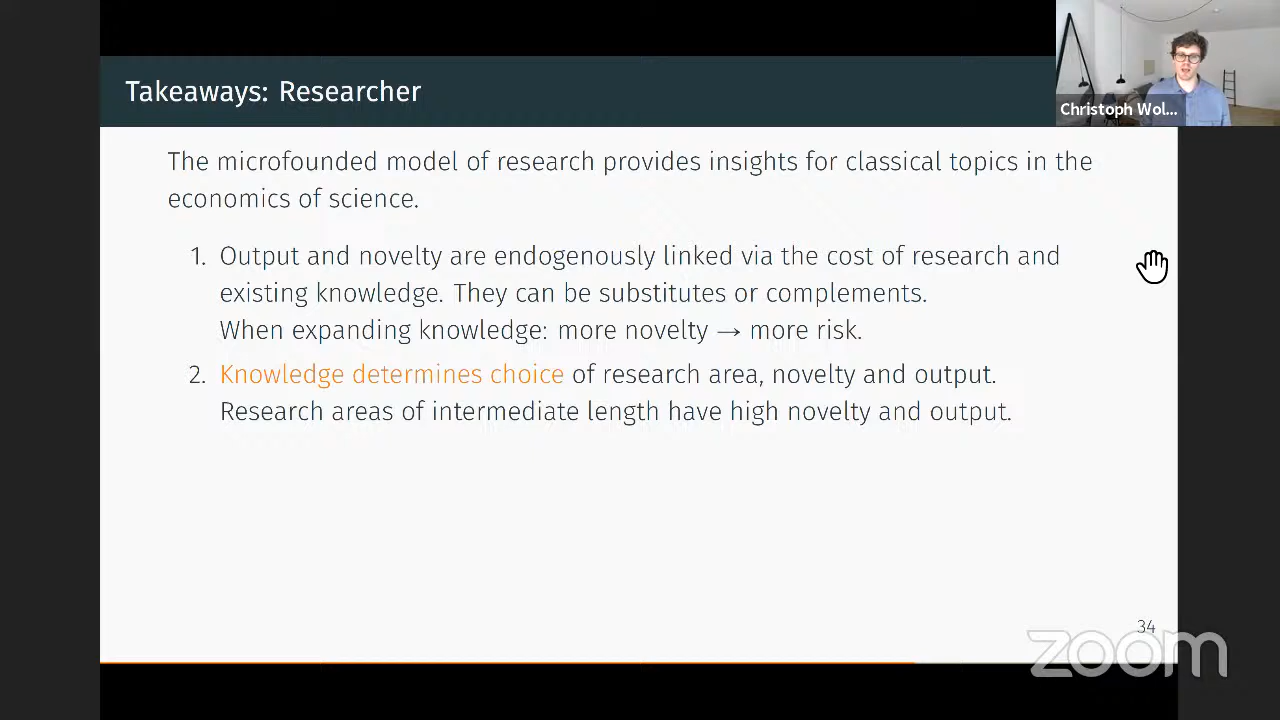 Takeaways: Researcher
Christoph Wol...
The microfounded model of research provides insights for classical topics in the
economics of science.
1. Output and novelty are endogenously linked via the cost of research and
existing knowledge. They can be substitutes or complements.
When expanding knowledge: more novelty → more risk.
2. Knowledge determines choice of research area, novelty and output.
Research areas of intermediate length have high novelty and output.
34
zoom